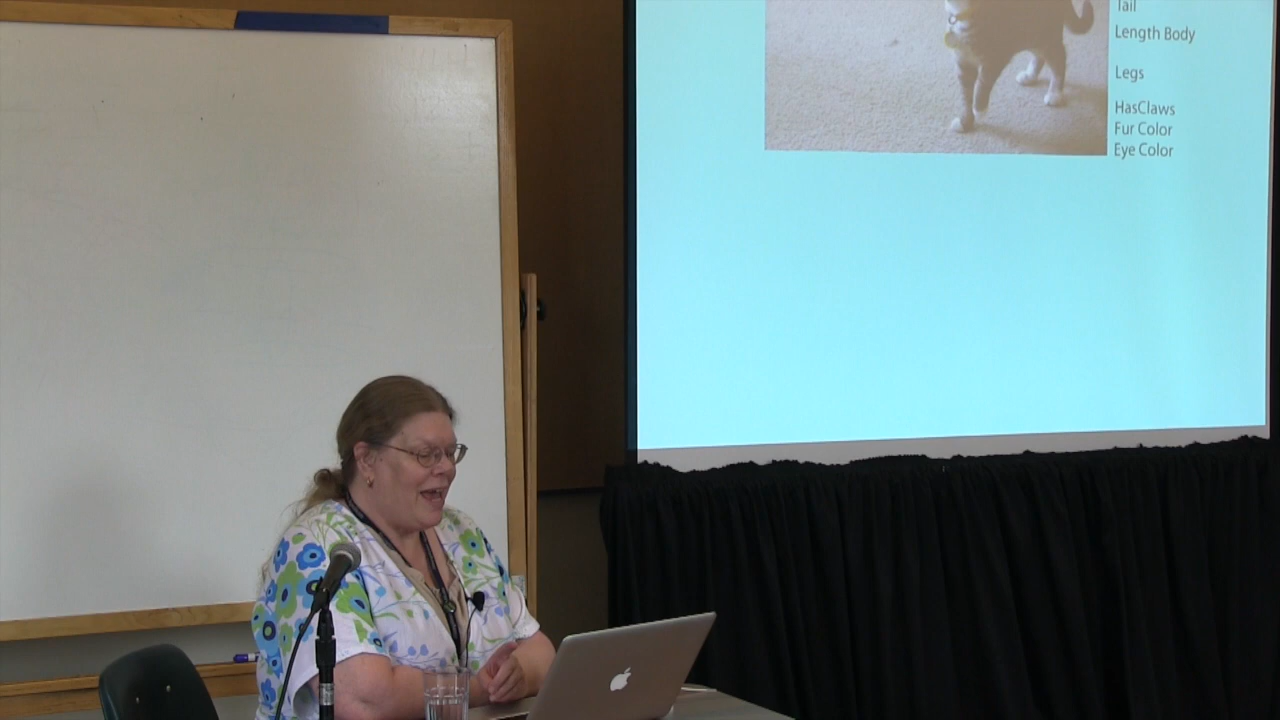 Tail
Length Body
Legs
HasClaws
Fur Color
Eye Color